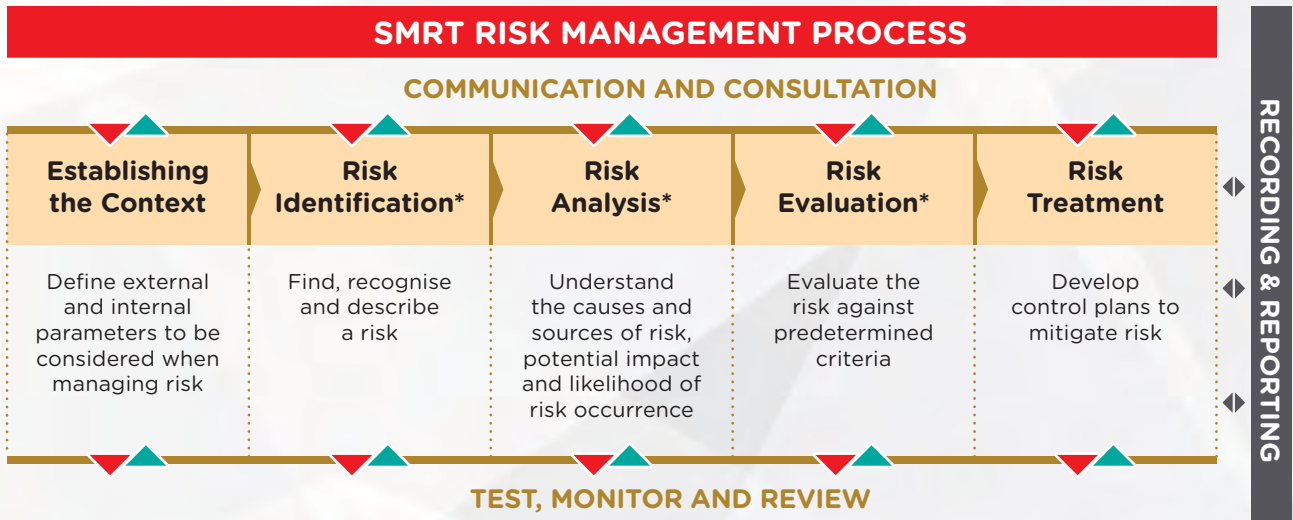 SMRT RISK MANAGEMENT PROCESS
COMMUNICATION AND CONSULTATION
Establishing
the Context
Define external
and internal
parameters to be
considered when
managing risk
Risk
Identification*
Find, recognise
and describe
a risk
Risk
Analysis*
Understand
the causes and
sources of risk,
potential impact
and likelihood of
risk occurrence
Risk
Evaluation*
Evaluate the
risk against
predetermined
criteria
Risk
Treatment
Develop
control plans to
mitigate risk
TEST, MONITOR AND REVIEW
RECORDING & REPORTING